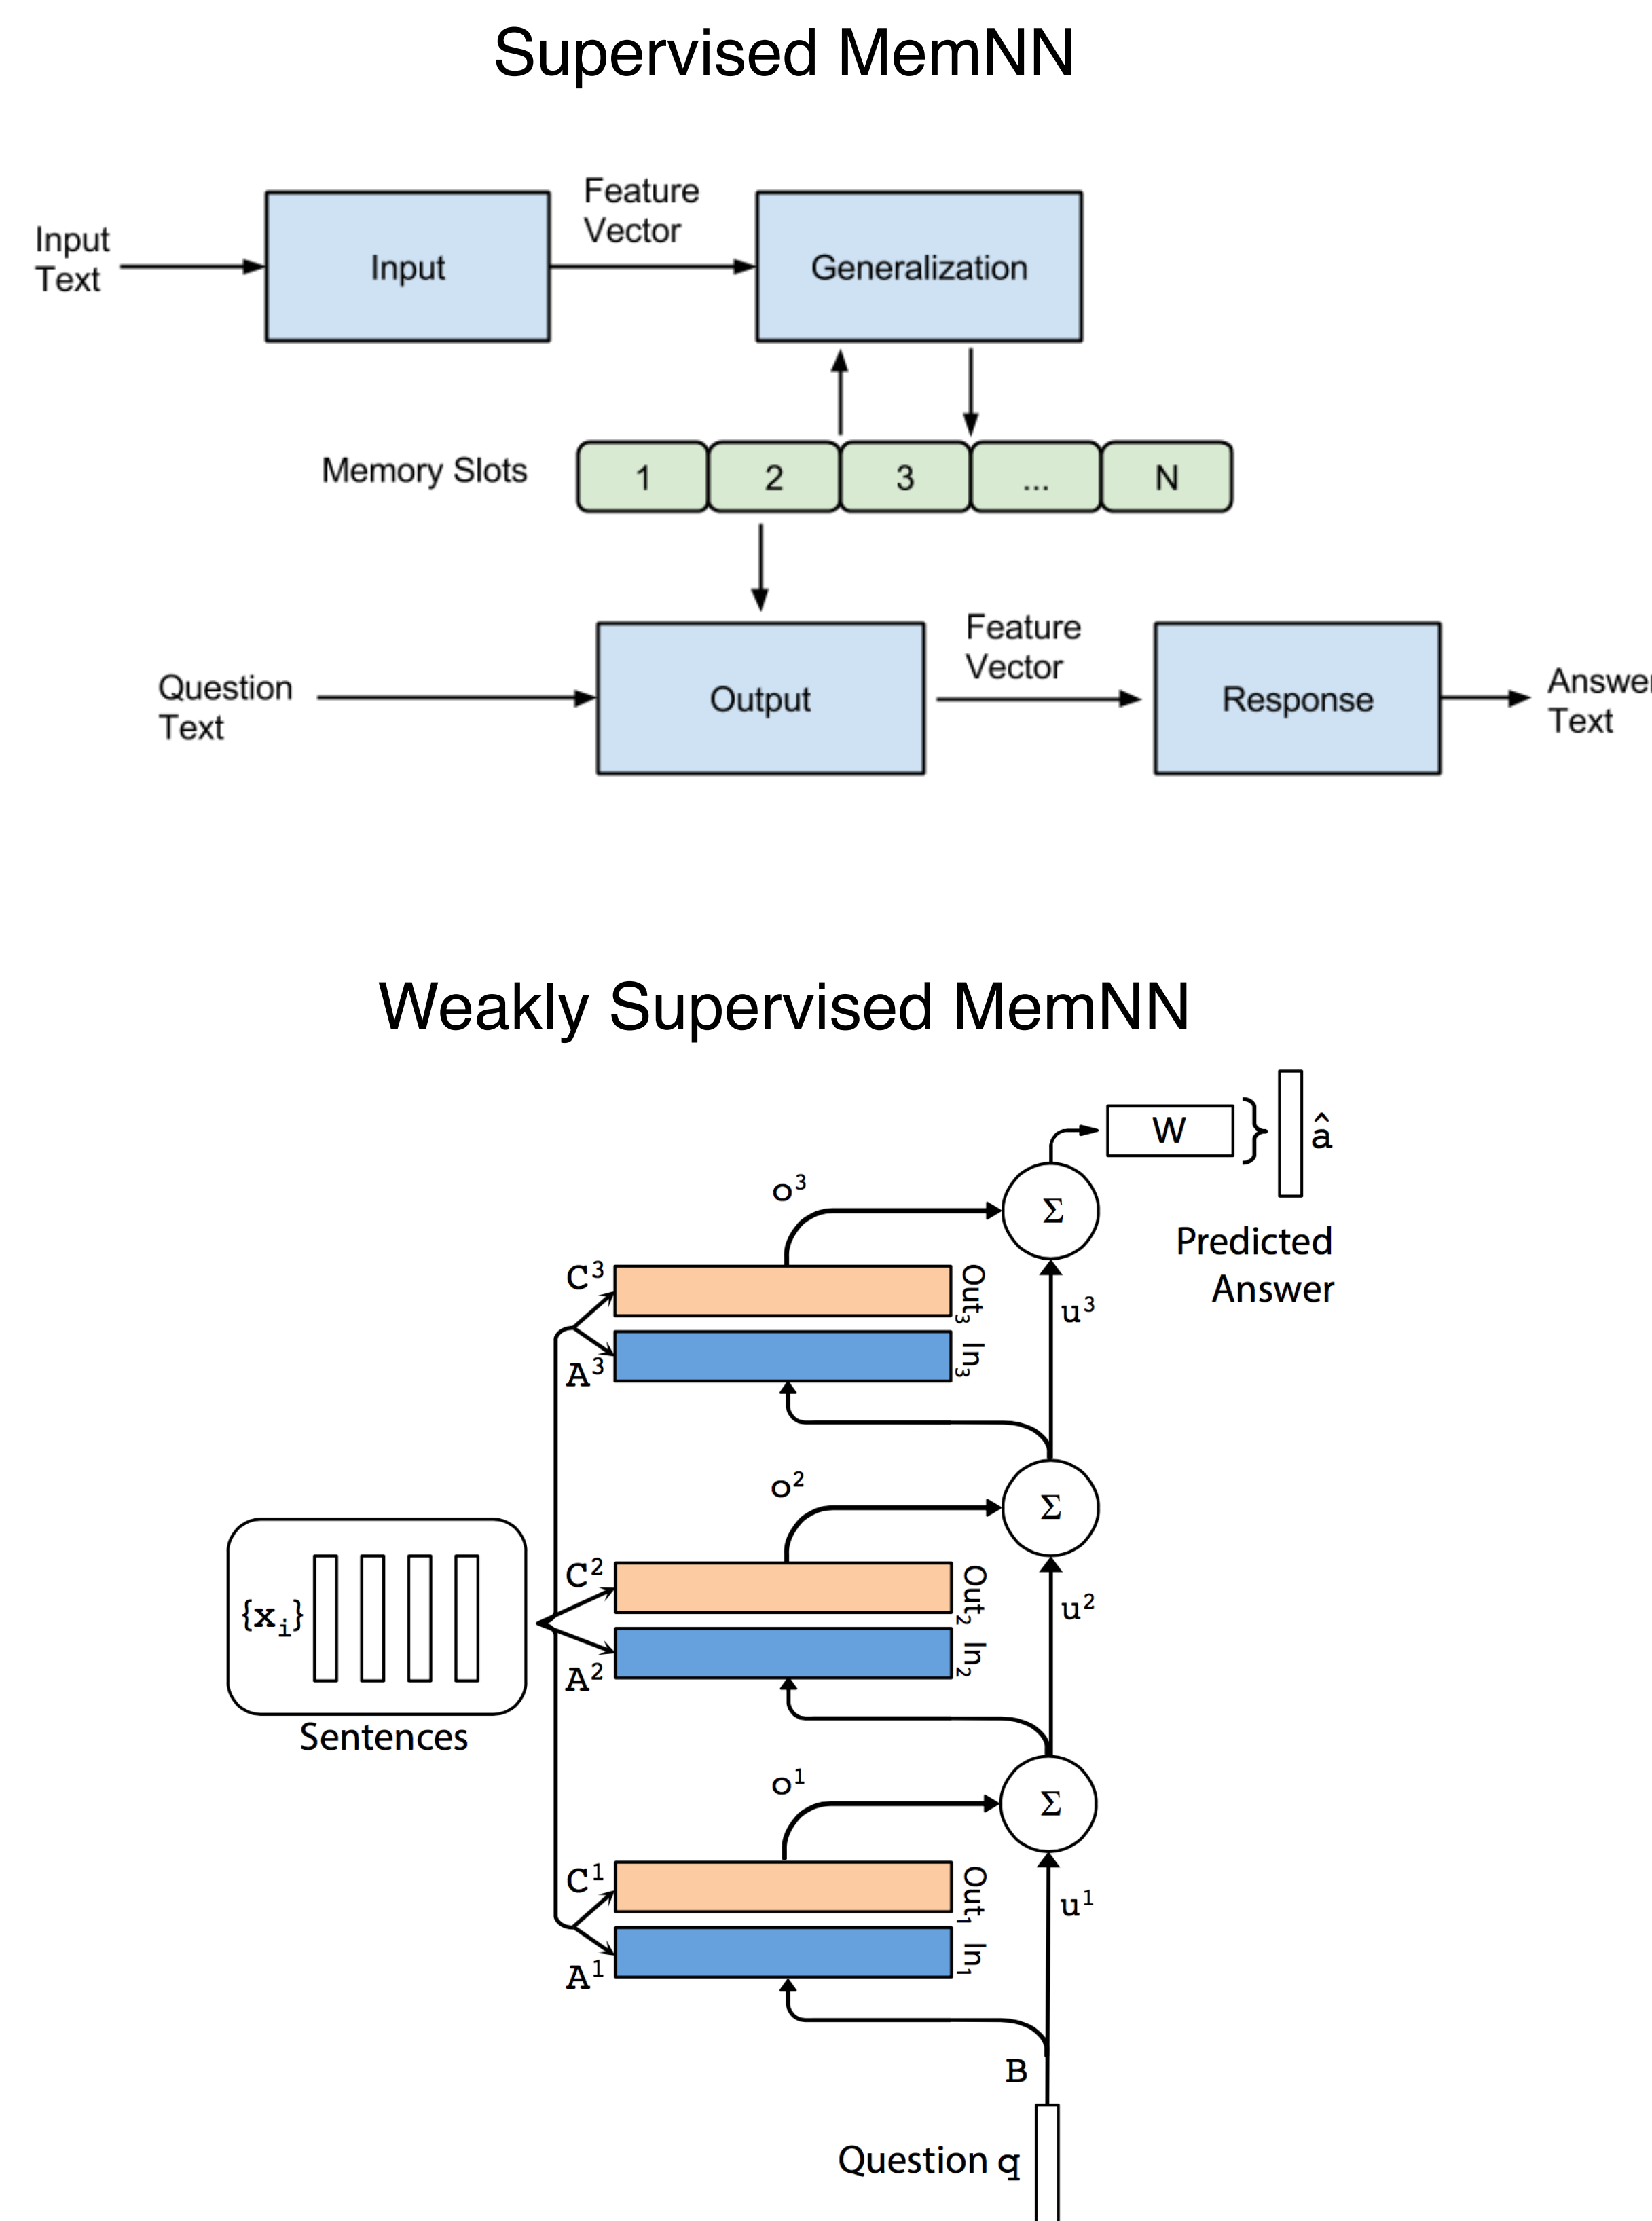 Supervised MemNN
Feature
Vector
Input
Text
Input
Generalization
Memory Slots
1
2
3
...
N
Feature
Vector
Question
Text
Output
Response
Answer
Text
Weakly Supervised MemNN
W
â
Predicted
Answer
o³
Σ
C³
Out₃
u³
A³
In₃
o²
Σ
C²
Out₂
u²
{xᵢ}
A²
In₂
Sentences
o¹
Σ
C¹
Out₁
u¹
A¹
In₁
B
Question q